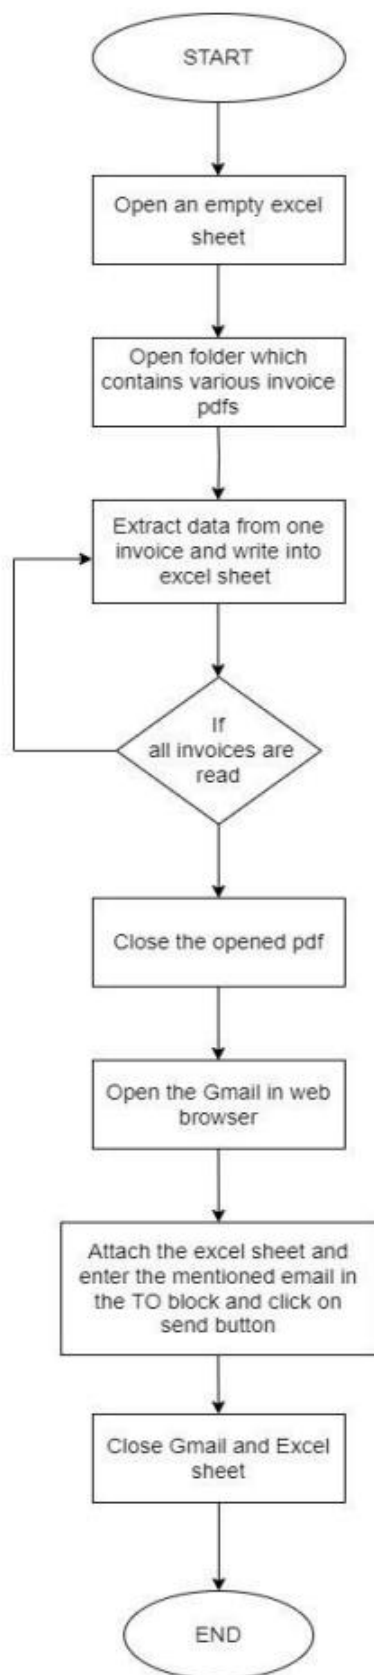 START
Open an empty excel
sheet
Open folder which
contains various invoice
pdfs
Extract data from one
invoice and write into
excel sheet
If
all invoices are
read
Close the opened pdf
Open the Gmail in web
browser
Attach the excel sheet and
enter the mentioned email in
the TO block and click on
send button
Close Gmail and Excel
sheet
END